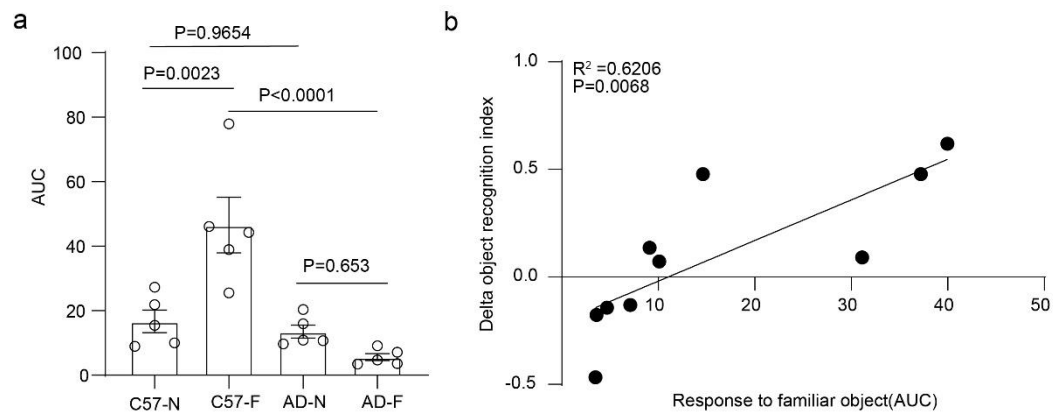 a
P=0.9654
P=0.0023
P<0.0001
P=0.653
AUC
100
80
60
40
20
0
C57-N C57-F AD-N AD-F
b
R² =0.6206
P=0.0068
Delta object recognition index
1.0
0.5
0.0
-0.5
10 20 30 40 50
Response to familiar object(AUC)